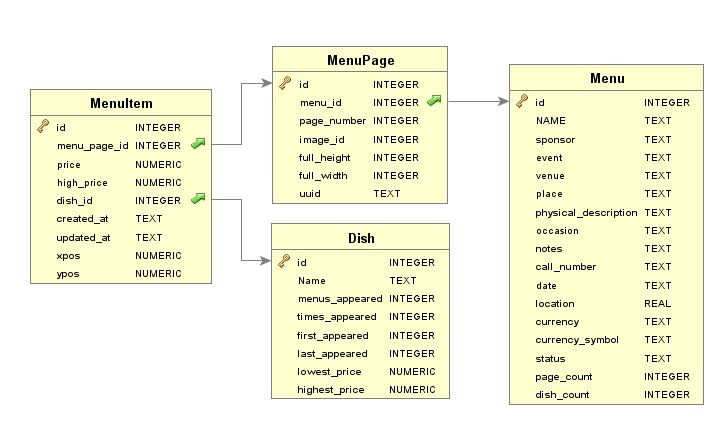 MenuItem
id INTEGER
menu_page_id INTEGER
price NUMERIC
high_price NUMERIC
dish_id INTEGER
created_at TEXT
updated_at TEXT
xpos NUMERIC
ypos NUMERIC
MenuPage
id INTEGER
menu_id INTEGER
page_number INTEGER
image_id INTEGER
full_height INTEGER
full_width INTEGER
uuid TEXT
Dish
id INTEGER
Name TEXT
menus_appeared INTEGER
times_appeared INTEGER
first_appeared INTEGER
last_appeared INTEGER
lowest_price NUMERIC
highest_price NUMERIC
Menu
id INTEGER
NAME TEXT
sponsor TEXT
event TEXT
venue TEXT
place TEXT
physical_description TEXT
occasion TEXT
notes TEXT
call_number TEXT
date TEXT
location REAL
currency TEXT
currency_symbol TEXT
status TEXT
page_count INTEGER
dish_count INTEGER